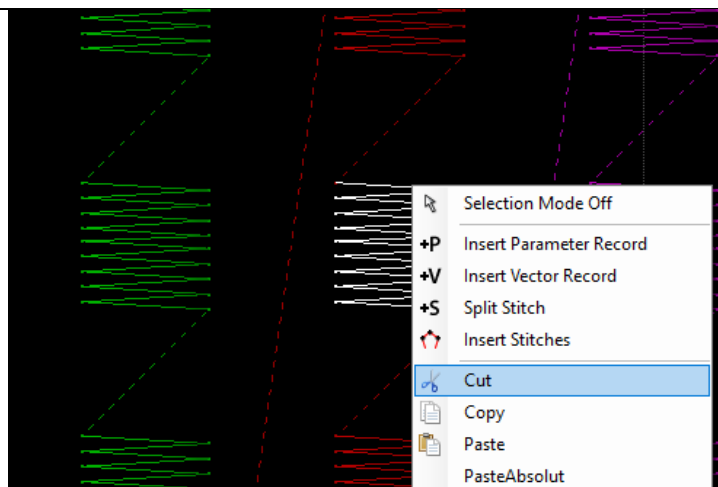 Selection Mode Off
+P Insert Parameter Record
+V Insert Vector Record
+S Split Stitch
Insert Stitches
Cut
Copy
Paste
PasteAbsolut